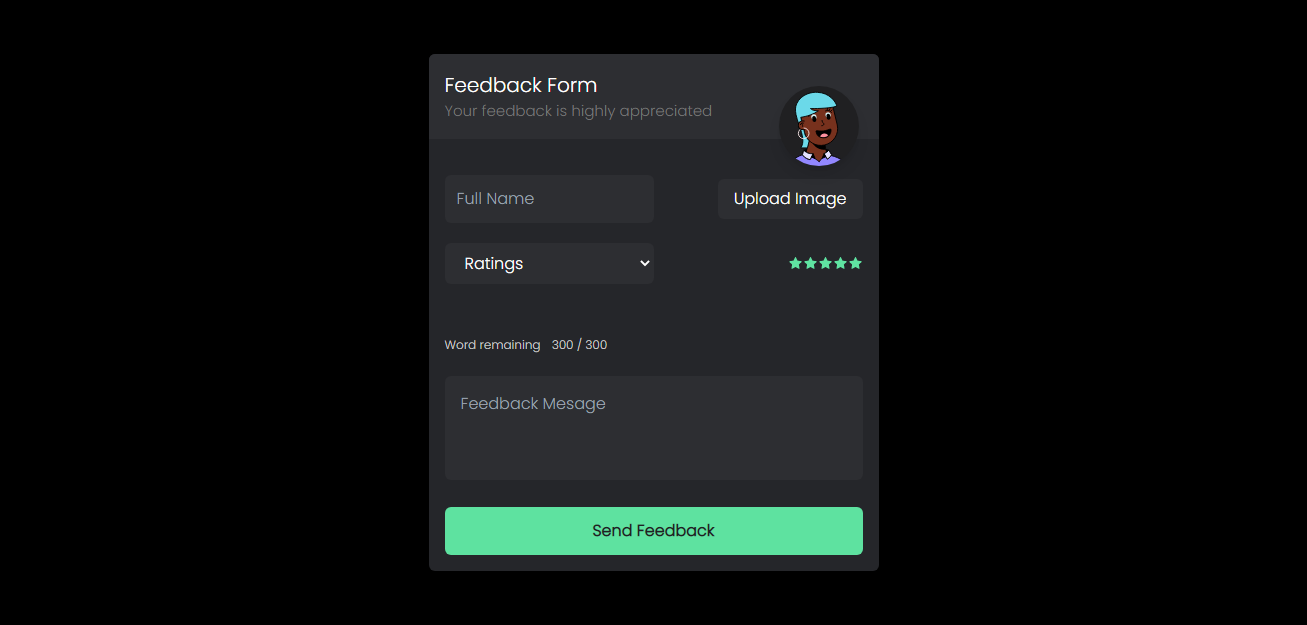 Feedback Form
Your feedback is highly appreciated
Full Name
Upload Image
Ratings
Word remaining 300 / 300
Feedback Mesage
Send Feedback